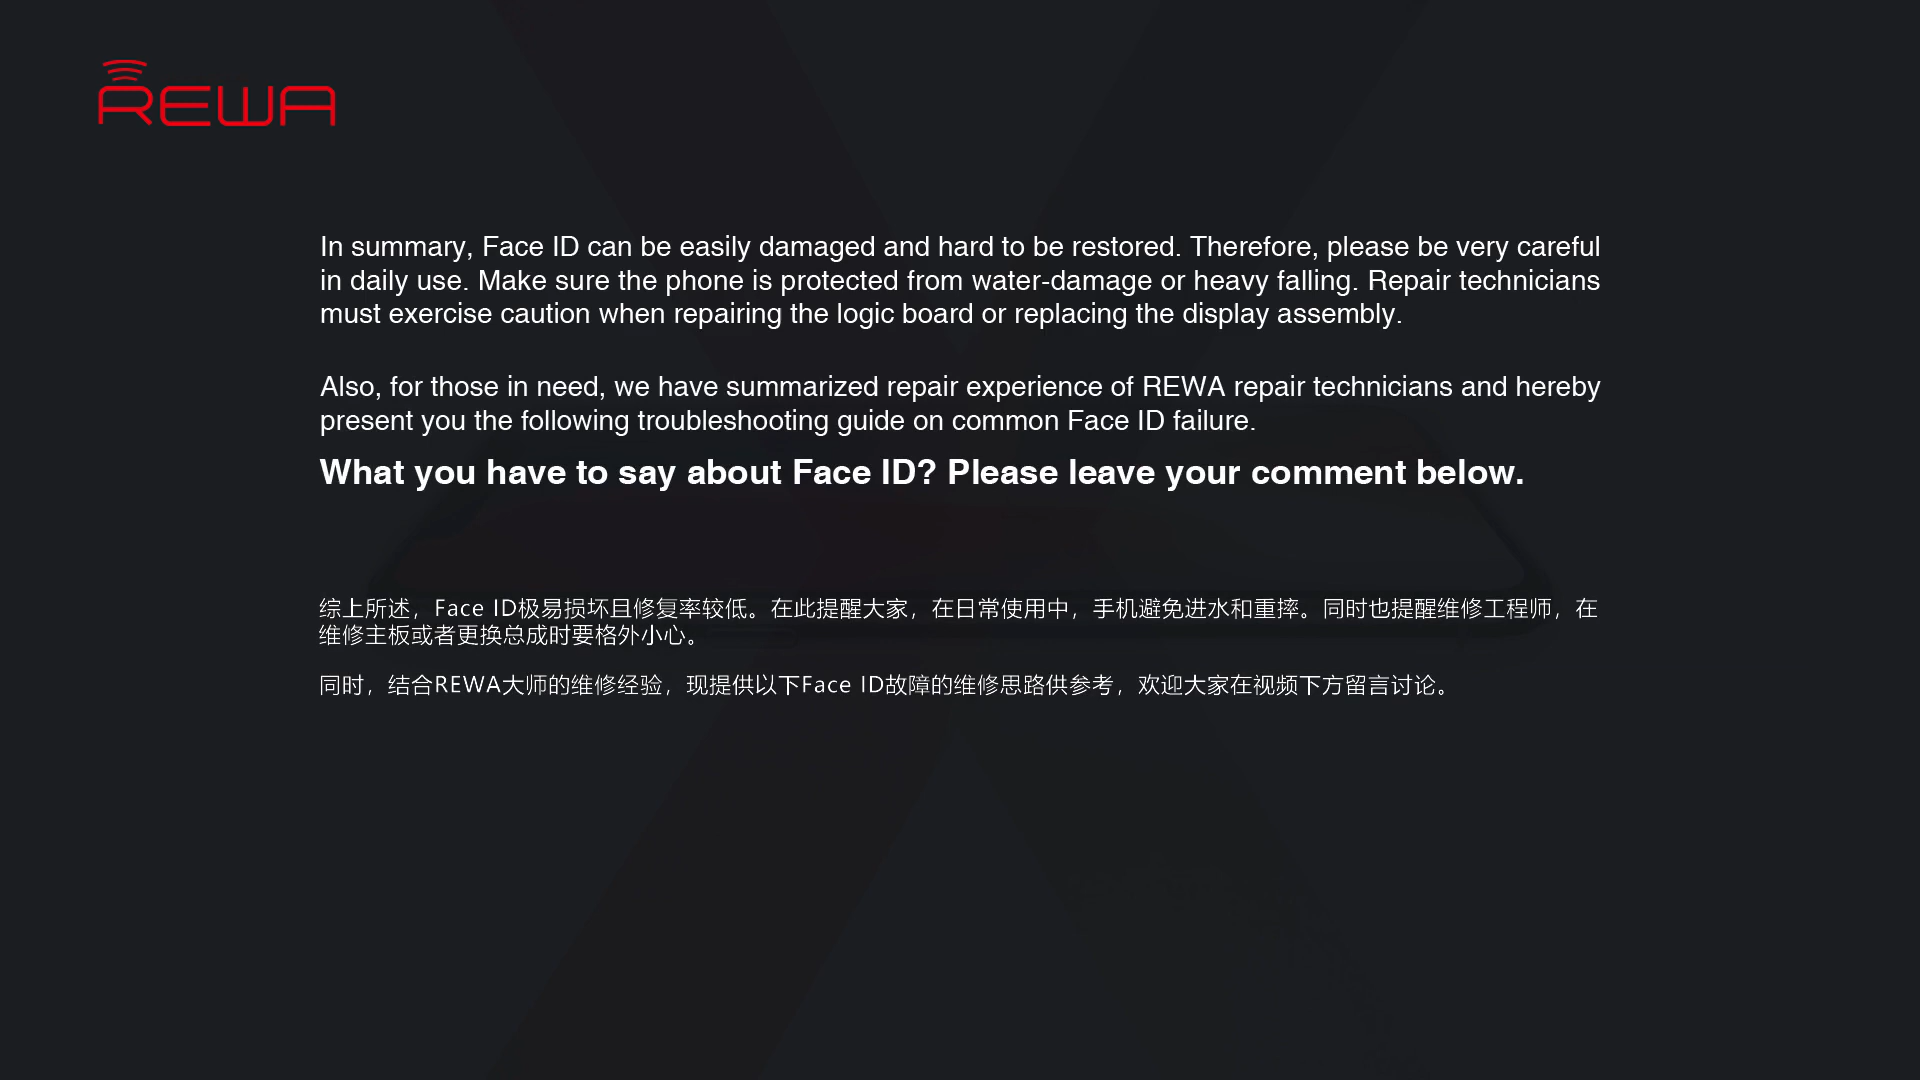 REWA
In summary, Face ID can be easily damaged and hard to be restored. Therefore, please be very careful
in daily use. Make sure the phone is protected from water-damage or heavy falling. Repair technicians
must exercise caution when repairing the logic board or replacing the display assembly.
Also, for those in need, we have summarized repair experience of REWA repair technicians and hereby
present you the following troubleshooting guide on common Face ID failure.
What you have to say about Face ID? Please leave your comment below.
综上所述，Face ID极易损坏且修复率较低。在此提醒大家，在日常使用中，手机避免进水和重摔。同时也提醒维修工程师，在
维修主板或者更换总成时要格外小心。
同时，结合REWA大师的维修经验，现提供以下Face ID故障的维修思路供参考，欢迎大家在视频下方留言讨论。